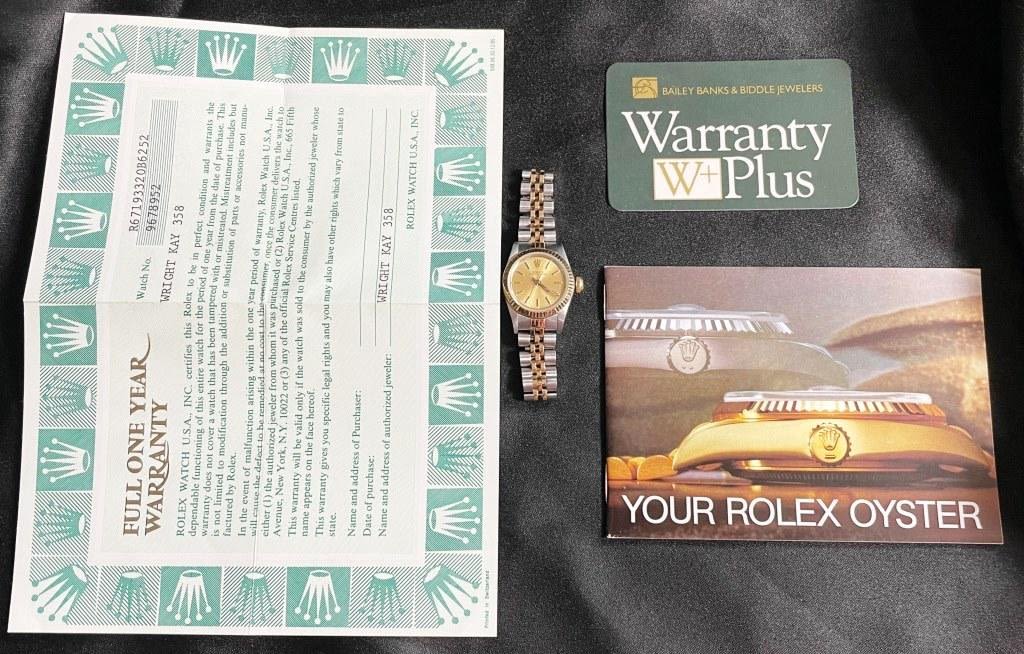 FULL ONE YEAR
WARRANTY
Watch No.
R6719332OB6252
9678952
WRIGHT KAY 358
ROLEX WATCH U.S.A., INC. certifies this Rolex to be in perfect condition and warrants the
dependable functioning of this entire watch for the period of one year from the date of purchase. This
warranty does not cover a watch that has been tampered with or mistreated. Mistreatment includes but
is not limited to modification through the addition or substitution of parts or accessories not manu-
factured by Rolex.
In the event of malfunction arising within the one year period of warranty, Rolex Watch U.S.A., Inc.
will cause the defect to be remedied at no cost to the consumer, once the consumer delivers the watch to
either (1) the authorized jeweler from whom it was purchased or (2) Rolex Watch U.S.A., Inc., 665 Fifth
Avenue, New York, N.Y. 10022 or (3) any of the official Rolex Service Centres listed.
This warranty will be valid only if the watch was sold to the consumer by the authorized jeweler whose
name appears on the face hereof.
This warranty gives you specific legal rights and you may also have other rights which vary from state to
state.
Name and address of Purchaser:
Date of purchase:
Name and address of authorized jeweler:
WRIGHT KAY 358
ROLEX WATCH U.S.A., INC.
Printed in Switzerland
BAILEY BANKS & BIDDLE JEWELERS
Warranty
W+ Plus
YOUR ROLEX OYSTER